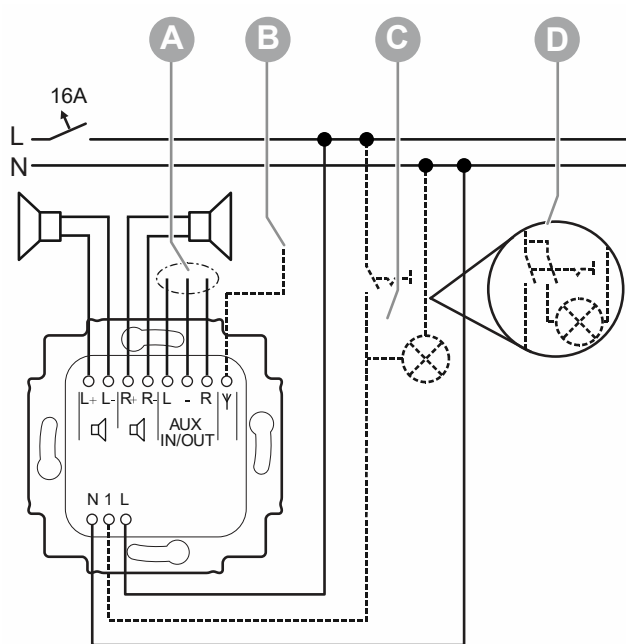 A B C D
16A
L
N
L+ L- R+ R- L - R
AUX
IN/OUT
N 1 L